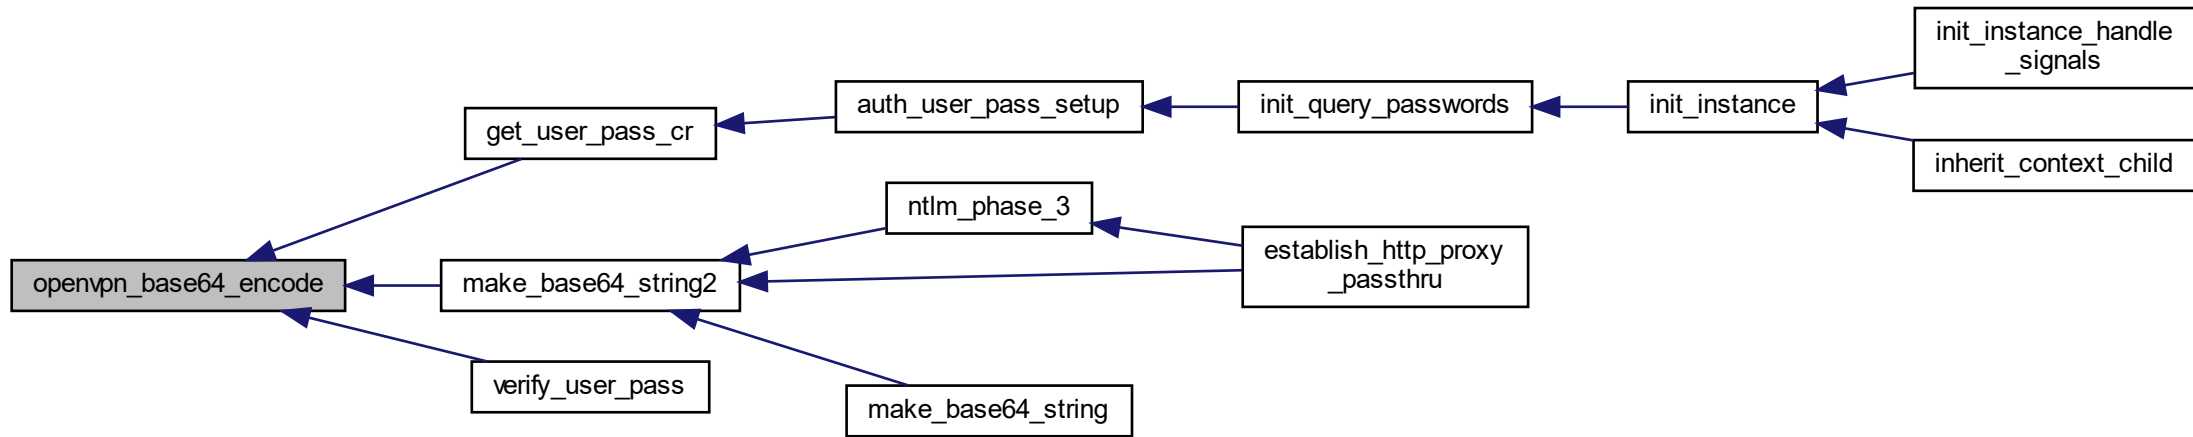 init_instance_handle
_signals
auth_user_pass_setup
init_query_passwords
init_instance
get_user_pass_cr
inherit_context_child
ntlm_phase_3
establish_http_proxy
_passthru
openvpn_base64_encode
make_base64_string2
verify_user_pass
make_base64_string